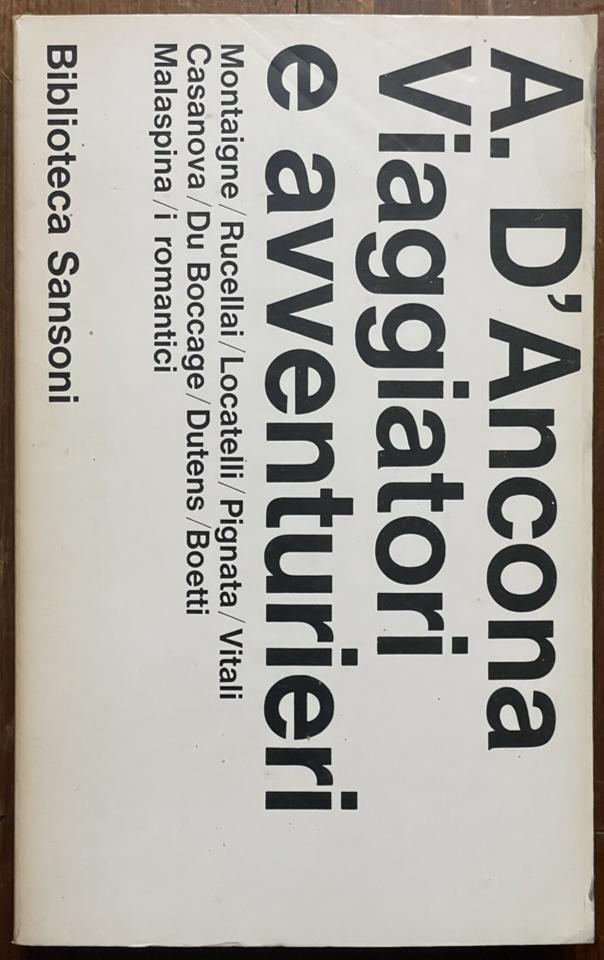 A. D'Ancona
Viaggiatori
e avventurieri
Montaigne / Rucellai / Locatelli / Pignata / Vitali
Casanova / Du Boccage / Dutens / Boetti
Malaspina / i romantici
Biblioteca Sansoni